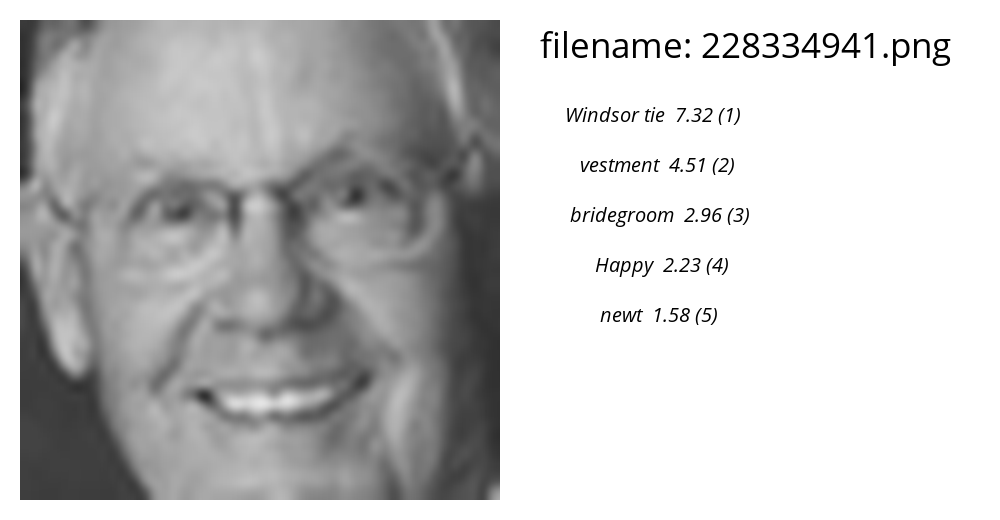 filename: 228334941.png
Windsor tie 7.32 (1)
vestment 4.51 (2)
bridegroom 2.96 (3)
Happy 2.23 (4)
newt 1.58 (5)